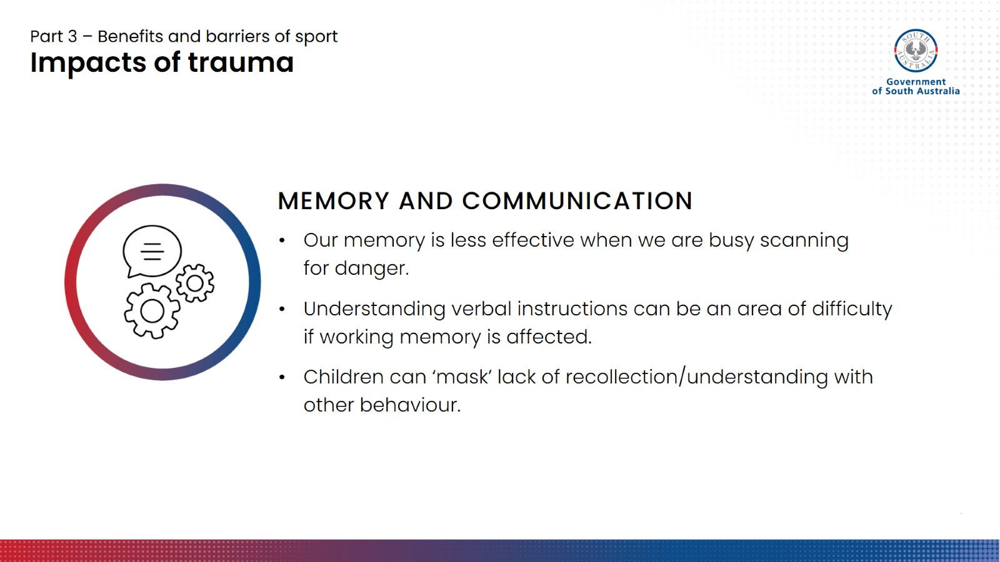 Part 3 – Benefits and barriers of sport
Impacts of trauma
SOUTH AUSTRALIA
Government
of South Australia
MEMORY AND COMMUNICATION
• Our memory is less effective when we are busy scanning
for danger.
• Understanding verbal instructions can be an area of difficulty
if working memory is affected.
• Children can ‘mask’ lack of recollection/understanding with
other behaviour.